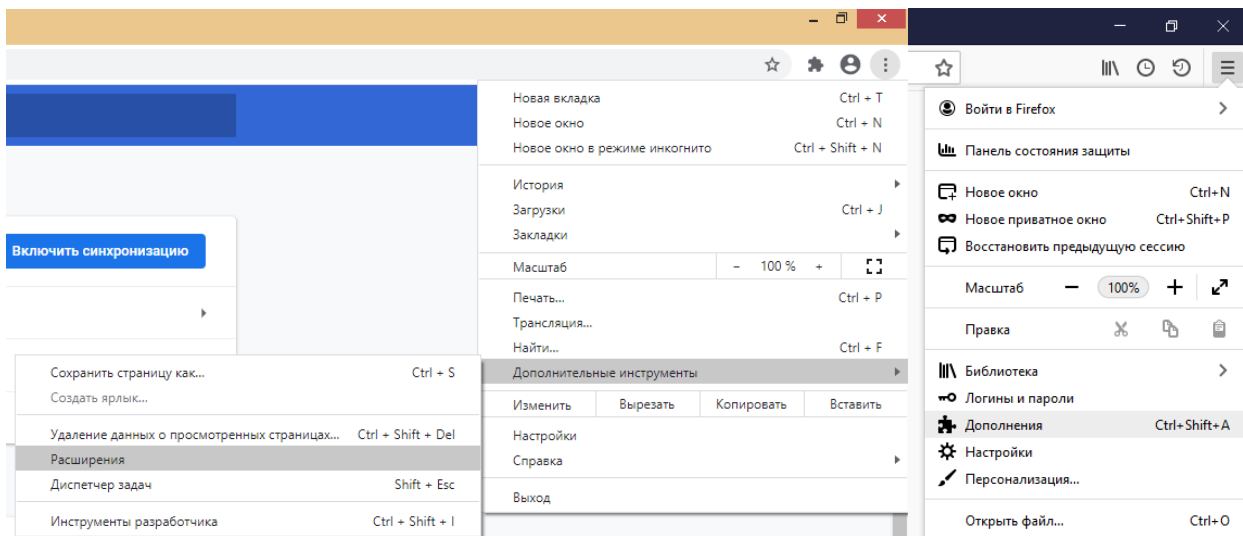 Новая вкладка Ctrl + T
Новое окно Ctrl + N
Новое окно в режиме инкогнито Ctrl + Shift + N
История
Загрузки Ctrl + J
Закладки
Масштаб - 100 % +
Печать... Ctrl + P
Трансляция...
Найти... Ctrl + F
Дополнительные инструменты
Изменить Вырезать Копировать Вставить
Настройки
Справка
Выход
Включить синхронизацию
Сохранить страницу как... Ctrl + S
Создать ярлык...
Удаление данных о просмотренных страницах... Ctrl + Shift + Del
Расширения
Диспетчер задач Shift + Esc
Инструменты разработчика Ctrl + Shift + I
Войти в Firefox
Панель состояния защиты
Новое окно Ctrl+N
Новое приватное окно Ctrl+Shift+P
Восстановить предыдущую сессию
Масштаб 100%
Правка
Библиотека
Логины и пароли
Дополнения Ctrl+Shift+A
Настройки
Персонализация...
Открыть файл... Ctrl+O